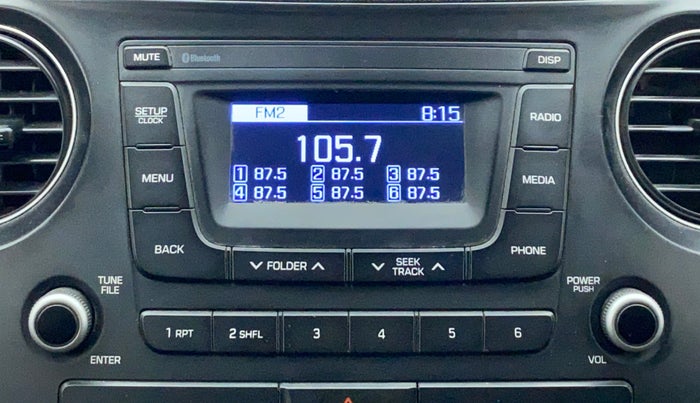 MUTE Bluetooth DISP
FM2 8:15
SETUP
CLOCK
RADIO
105.7
1 87.5 2 87.5 3 87.5
4 87.5 5 87.5 6 87.5
MENU MEDIA
BACK PHONE
FOLDER
SEEK
TRACK
TUNE
FILE
POWER
PUSH
1 RPT 2 SHFL 3 4 5 6
ENTER VOL